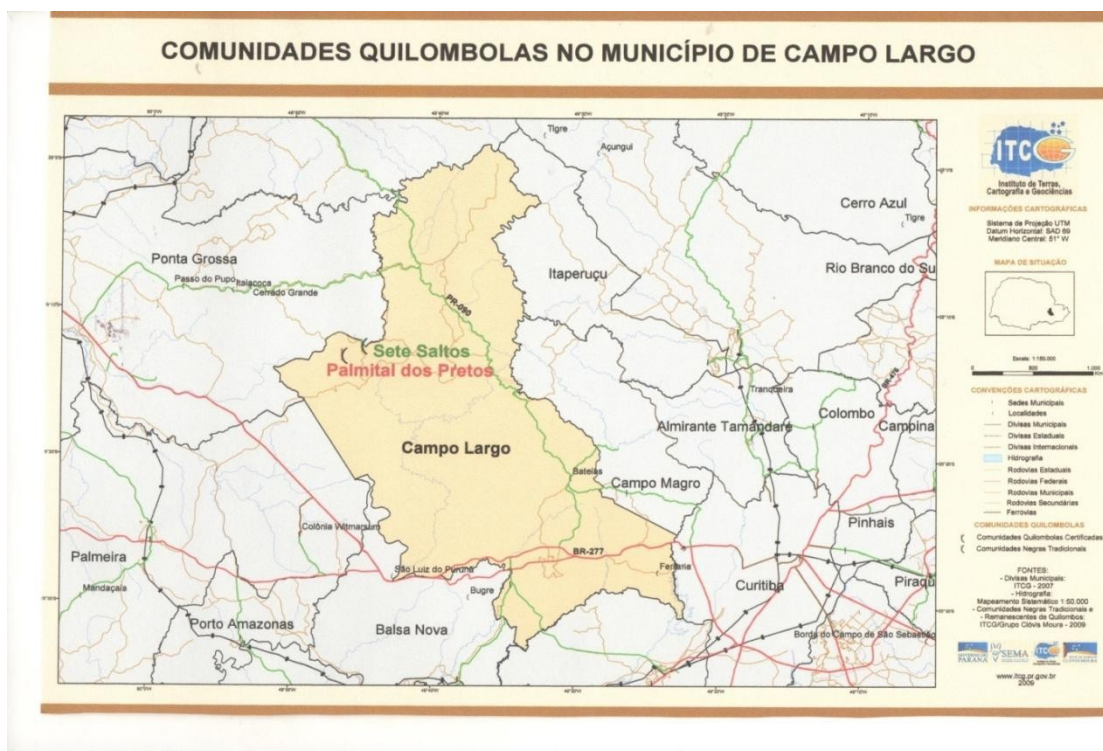 COMUNIDADES QUILOMBOLAS NO MUNICÍPIO DE CAMPO LARGO
Tigre
Açungui
Cerro Azul
Tigre
Ponta Grossa
Passo do Pupo
Itaiacoca
Cerrado Grande
Itaperuçu
Rio Branco do Su
PR-090
Sete Saltos
Palmital dos Pretos
Tranqueira
BR-476
Colombo
Almirante Tamandaré
Campina
Campo Largo
Bateias
Campo Magro
Colônia Witmarsum
Pinhais
Palmeira
BR-277
São Luiz do Purunã
Ferraria
Curitiba
Piraqu
Mandaçaia
Bugre
Porto Amazonas
Balsa Nova
Borda do Campo de São Sebastião
ITCG
Instituto de Terras,
Cartografia e Geociências
INFORMAÇÕES CARTOGRÁFICAS
Sistema de Projeção UTM
Datum Horizontal: SAD 69
Meridiano Central: 51° W
MAPA DE SITUAÇÃO
CONVENÇÕES CARTOGRÁFICAS
Sedes Municipais
Localidades
Divisas Municipais
Divisas Estaduais
Divisas Internacionais
Hidrografia
Rodovias Estaduais
Rodovias Federais
Rodovias Municipais
Rodovias Secundárias
Ferrovias
COMUNIDADES QUILOMBOLAS
Comunidades Quilombolas Certificadas
Comunidades Negras Tradicionais
FONTES:
- Divisas Municipais:
ITCG - 2007
- Hidrografia:
Mapeamento Sistemático 1:50.000
- Comunidades Negras Tradicionais e
- Remanescentes de Quilombos:
ITCG/Grupo Clóvis Moura - 2009
PARANÁ
SEMA
ITCG
www.itcg.pr.gov.br
2009